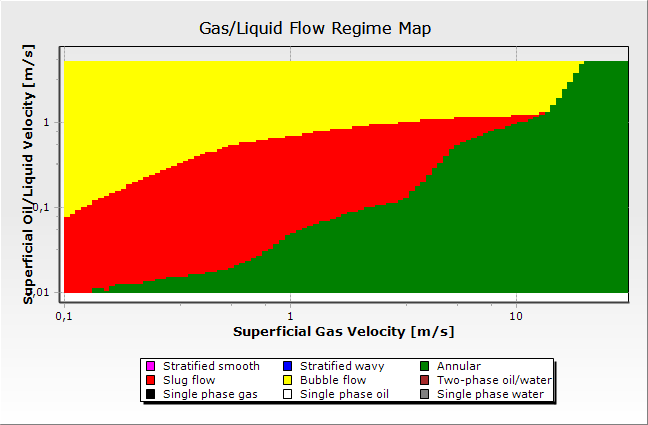 Gas/Liquid Flow Regime Map
Superficial Oil/Liquid Velocity [m/s]
1
0,1
0,01
0,1
1
10
Superficial Gas Velocity [m/s]
Stratified smooth Stratified wavy Annular
Slug flow Bubble flow Two-phase oil/water
Single phase gas Single phase oil Single phase water